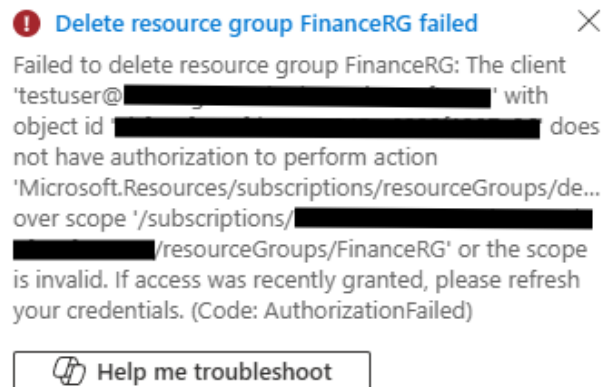 Delete resource group FinanceRG failed
Failed to delete resource group FinanceRG: The client
'testuser@' with
object id ' does
not have authorization to perform action
'Microsoft.Resources/subscriptions/resourceGroups/de...
over scope '/subscriptions/
/resourceGroups/FinanceRG' or the scope
is invalid. If access was recently granted, please refresh
your credentials. (Code: AuthorizationFailed)
Help me troubleshoot